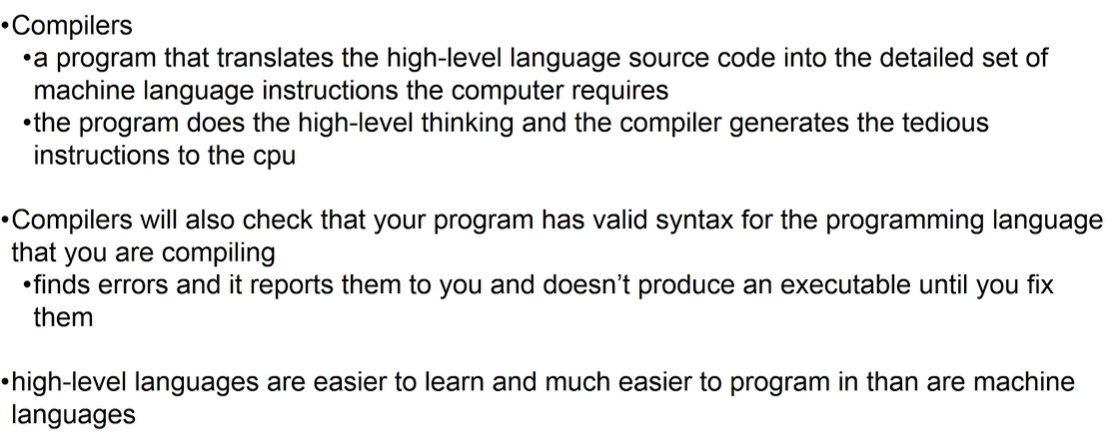 •Compilers
•a program that translates the high-level language source code into the detailed set of
machine language instructions the computer requires
•the program does the high-level thinking and the compiler generates the tedious
instructions to the cpu
•Compilers will also check that your program has valid syntax for the programming language
that you are compiling
•finds errors and it reports them to you and doesn’t produce an executable until you fix
them
•high-level languages are easier to learn and much easier to program in than are machine
languages